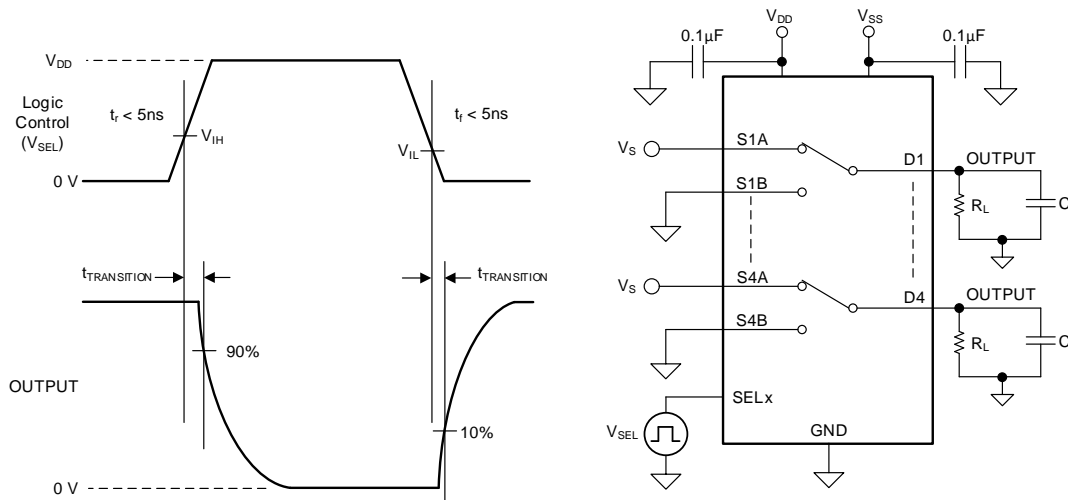 V_DD
Logic
Control
(V_SEL)
t_r < 5ns
V_IH
t_f < 5ns
V_IL
0 V
t_TRANSITION
t_TRANSITION
90%
OUTPUT
10%
0 V
V_DD
V_SS
0.1µF
0.1µF
V_S
S1A
D1
OUTPUT
S1B
R_L
C
V_S
S4A
D4
OUTPUT
S4B
R_L
C
SELx
V_SEL
GND